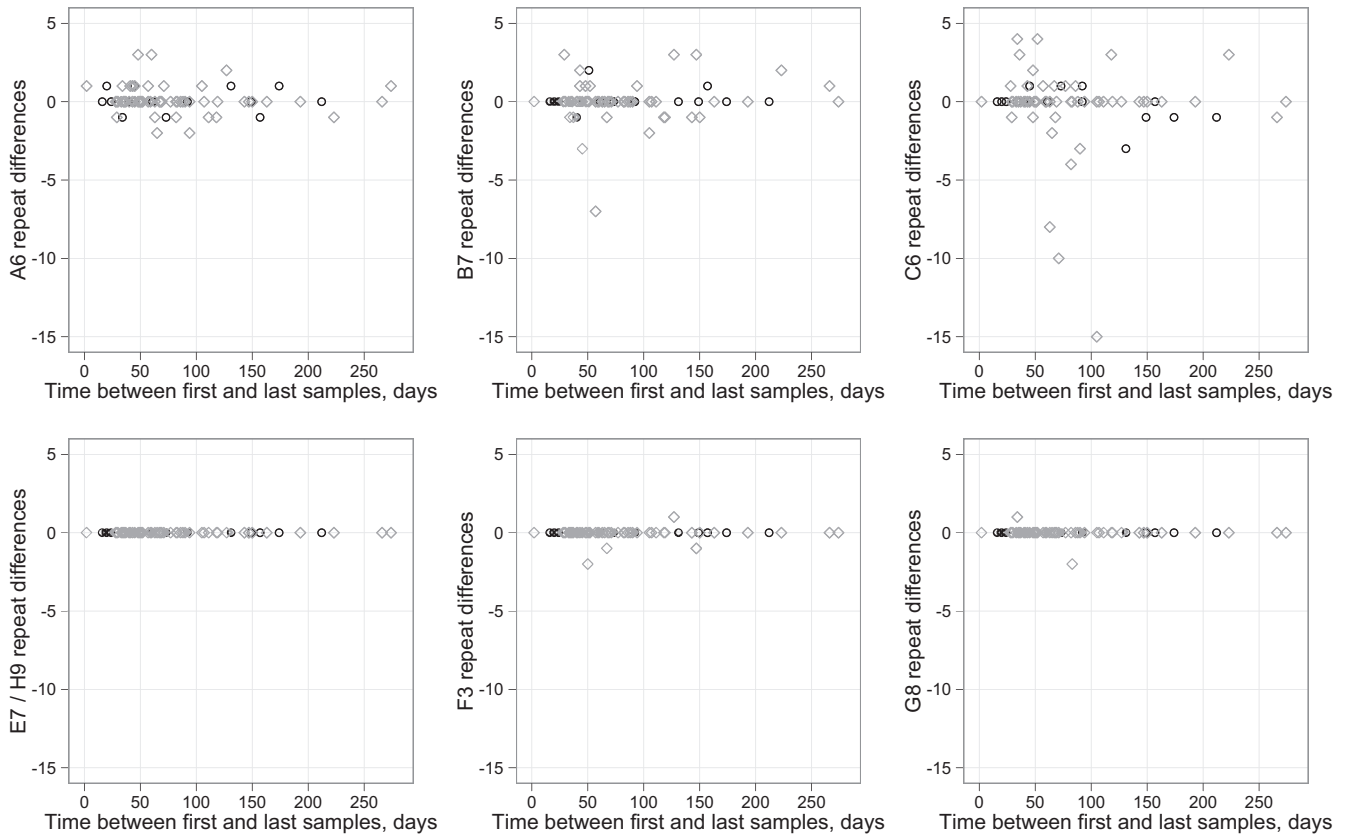 A6 repeat differences
5
0
-5
-10
-15
0 50 100 150 200 250
Time between first and last samples, days
B7 repeat differences
5
0
-5
-10
-15
0 50 100 150 200 250
Time between first and last samples, days
C6 repeat differences
5
0
-5
-10
-15
0 50 100 150 200 250
Time between first and last samples, days
E7 / H9 repeat differences
5
0
-5
-10
-15
0 50 100 150 200 250
Time between first and last samples, days
F3 repeat differences
5
0
-5
-10
-15
0 50 100 150 200 250
Time between first and last samples, days
G8 repeat differences
5
0
-5
-10
-15
0 50 100 150 200 250
Time between first and last samples, days